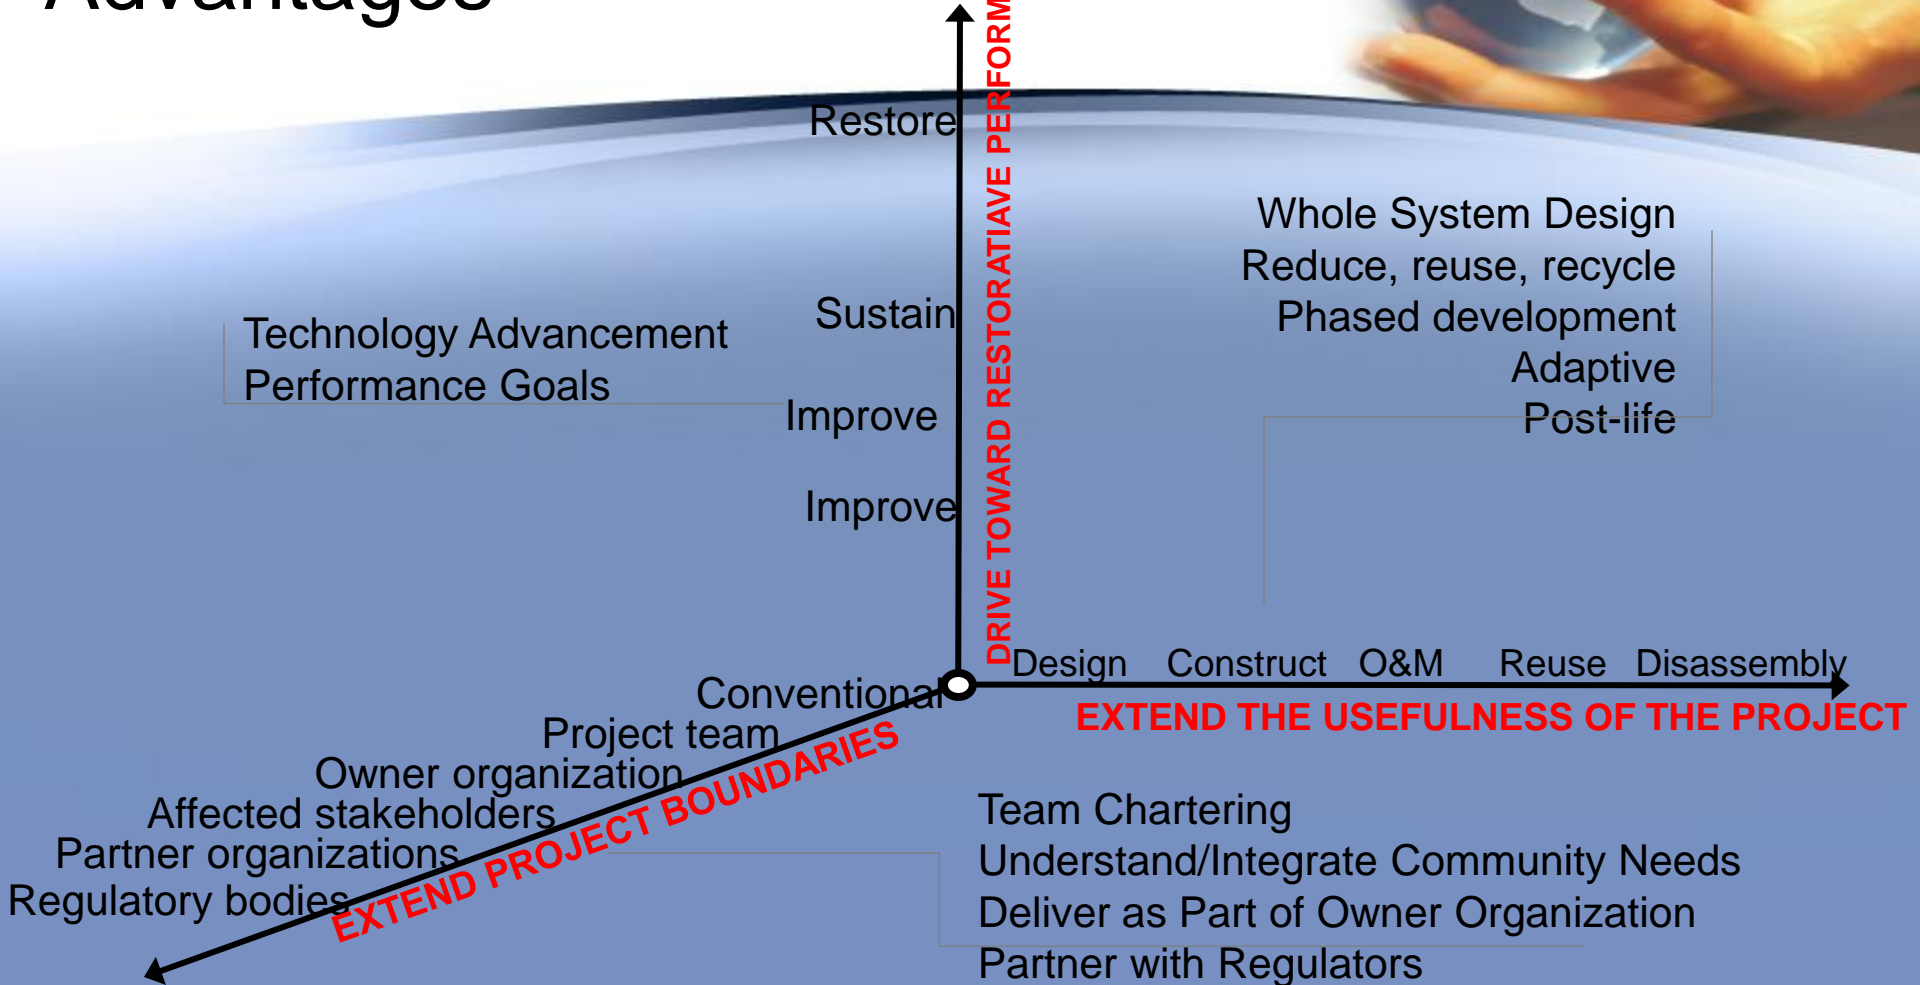 Advantages
DRIVE TOWARD RESTORATIAVE PERFORM
Restore
Sustain
Improve
Improve
Technology Advancement
Performance Goals
Whole System Design
Reduce, reuse, recycle
Phased development
Adaptive
Post-life
Design Construct O&M Reuse Disassembly
EXTEND THE USEFULNESS OF THE PROJECT
Conventional
Project team
Owner organization
Affected stakeholders
Partner organizations
Regulatory bodies
EXTEND PROJECT BOUNDARIES
Team Chartering
Understand/Integrate Community Needs
Deliver as Part of Owner Organization
Partner with Regulators